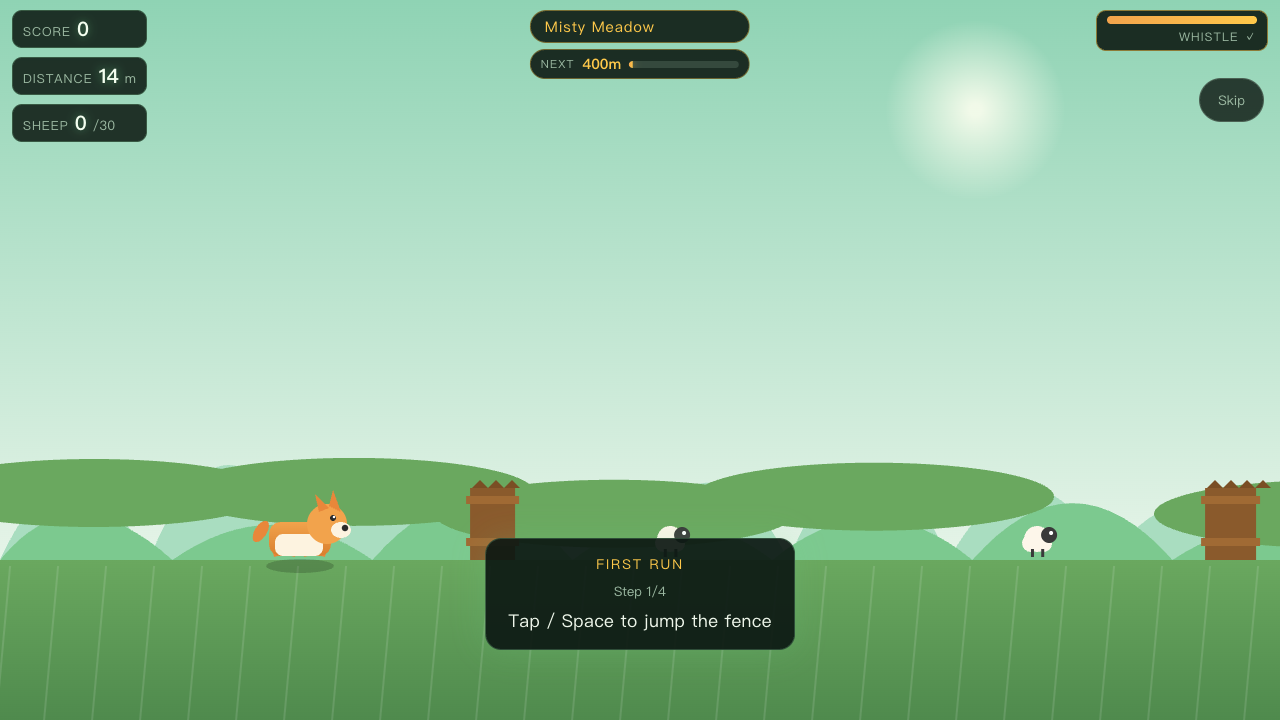 SCORE 0
DISTANCE 14 m
SHEEP 0 /30
Misty Meadow
NEXT 400m
WHISTLE ✓
Skip
FIRST RUN
Step 1/4
Tap / Space to jump the fence